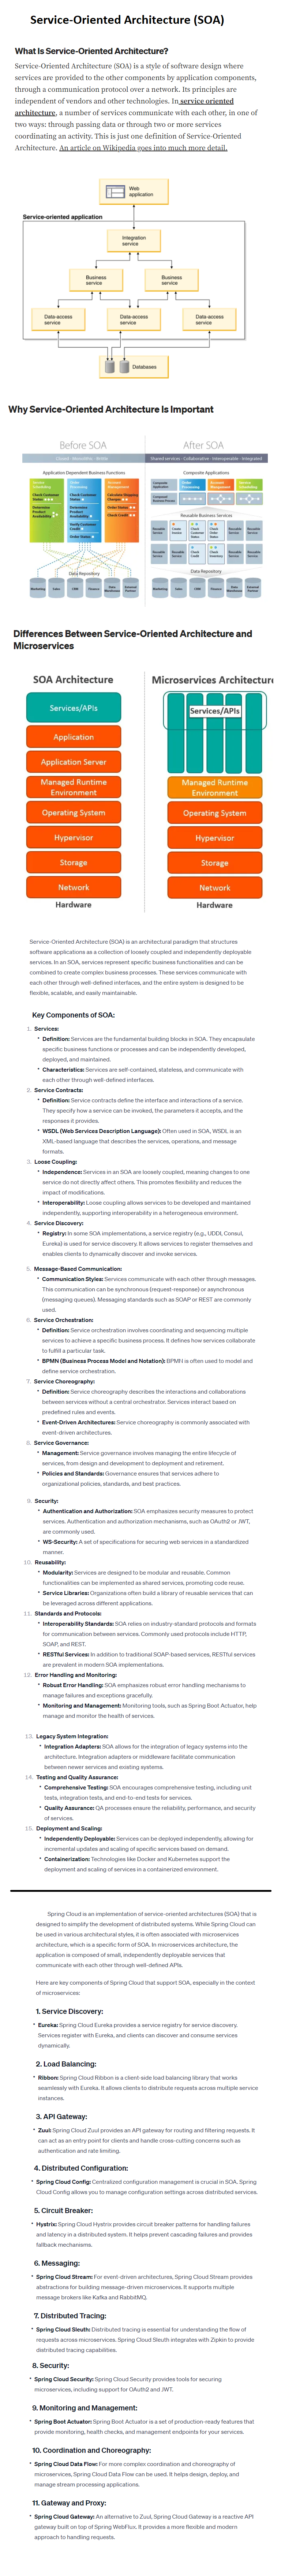 Service-Oriented Architecture (SOA)
What Is Service-Oriented Architecture?
Service-Oriented Architecture (SOA) is a style of software design where
services are provided to the other components by application components,
through a communication protocol over a network. Its principles are
independent of vendors and other technologies. In service oriented
architecture, a number of services communicate with each other, in one of
two ways: through passing data or through two or more services
coordinating an activity. This is just one definition of Service-Oriented
Architecture. An article on Wikipedia goes into much more detail.
Web
application
Service-oriented application
Integration
service
Business
service
Business
service
Data-access
service
Data-access
service
Data-access
service
Databases
Why Service-Oriented Architecture Is Important
Before SOA
After SOA
Closed - Monolithic - Brittle
Shared services - Collaboration - Interoperable - Integrated
Application Dependent Business Functions
Composite Applications
Reusable Business Services
Data Repository
Data Repository
Marketing
Sales
CRM
Finance
Data
Warehouse
External
Partner
Marketing
Sales
CRM
Finance
Data
Warehouse
External
Partner
Differences Between Service-Oriented Architecture and
Microservices
SOA Architecture
Microservices Architecture
Services/APIs
Application
Application Server
Managed Runtime
Environment
Operating System
Hypervisor
Storage
Network
Hardware
Services/APIs
Managed Runtime
Environment
Operating System
Hypervisor
Storage
Network
Hardware
Service-Oriented Architecture (SOA) is an architectural paradigm that structures
software applications as a collection of loosely coupled and independently deployable
services. In an SOA, services represent specific business functionalities and can be
combined to create complex business processes. These services communicate with
each other through well-defined interfaces, and the entire system is designed to be
flexible, scalable, and easily maintainable.
Key Components of SOA:
1. Services:
• Definition: Services are the fundamental building blocks in SOA. They encapsulate
specific business functions or processes and can be independently developed,
deployed, and maintained.
• Characteristics: Services are self-contained, stateless, and communicate with
each other through well-defined interfaces.
2. Service Contracts:
• Definition: Service contracts define the interface and interactions of a service.
They specify how a service can be invoked, the parameters it accepts, and the
responses it provides.
• WSDL (Web Services Description Language): Often used in SOA, WSDL is an
XML-based language that describes the services, operations, and message
formats.
3. Loose Coupling:
• Independence: Services in an SOA are loosely coupled, meaning changes to one
service do not directly affect others. This promotes flexibility and reduces the
impact of modifications.
• Interoperability: Loose coupling allows services to be developed and maintained
independently, supporting interoperability in a heterogeneous environment.
4. Service Discovery:
• Registry: In some SOA implementations, a service registry (e.g., UDDI, Consul,
Eureka) is used for service discovery. It allows services to register themselves and
enables clients to dynamically discover and invoke services.
5. Message-Based Communication:
• Communication Styles: Services communicate with each other through messages.
This communication can be synchronous (request-response) or asynchronous
(messaging queues). Messaging standards such as SOAP or REST are commonly
used.
6. Service Orchestration:
• Definition: Service orchestration involves coordinating and sequencing multiple
services to achieve a specific business process. It defines how services collaborate
to fulfill a particular task.
• BPMN (Business Process Model and Notation): BPMN is often used to model and
define service orchestration.
7. Service Choreography:
• Definition: Service choreography describes the interactions and collaborations
between services without a central orchestrator. Services interact based on
predefined rules and events.
• Event-Driven Architectures: Service choreography is commonly associated with
event-driven architectures.
8. Service Governance:
• Management: Service governance involves managing the entire lifecycle of
services, from design and development to deployment and retirement.
• Policies and Standards: Governance ensures that services adhere to
organizational policies, standards, and best practices.
9. Security:
• Authentication and Authorization: SOA emphasizes security measures to protect
services. Authentication and authorization mechanisms, such as OAuth2 or JWT,
are commonly used.
• WS-Security: A set of specifications for securing web services in a standardized
manner.
10. Reusability:
• Modularity: Services are designed to be modular and reusable. Common
functionalities can be implemented as shared services, promoting code reuse.
• Service Libraries: Organizations often build a library of reusable services that can
be leveraged across different applications.
11. Standards and Protocols:
• Interoperability Standards: SOA relies on industry-standard protocols and formats
for communication between services. Commonly used protocols include HTTP,
SOAP, and REST.
• RESTful Services: In addition to traditional SOAP-based services, RESTful services
are prevalent in modern SOA implementations.
12. Error Handling and Monitoring:
• Robust Error Handling: SOA emphasizes robust error handling mechanisms to
manage failures and exceptions gracefully.
• Monitoring and Management: Monitoring tools, such as Spring Boot Actuator, help
manage and monitor the health of services.
13. Legacy System Integration:
• Integration Adapters: SOA allows for the integration of legacy systems into the
architecture. Integration adapters or middleware facilitate communication
between newer services and existing systems.
14. Testing and Quality Assurance:
• Comprehensive Testing: SOA encourages comprehensive testing, including unit
tests, integration tests, and end-to-end tests for services.
• Quality Assurance: QA processes ensure the reliability, performance, and security
of services.
15. Deployment and Scaling:
• Independently Deployable: Services can be deployed independently, allowing for
incremental updates and scaling of specific services based on demand.
• Containerization: Technologies like Docker and Kubernetes support the
deployment and scaling of services in a containerized environment.
Spring Cloud is an implementation of service-oriented architectures (SOA) that is
designed to simplify the development of distributed systems. While Spring Cloud can
be used in various architectural styles, it is often associated with microservices
architecture, which is a specific form of SOA. In microservices architecture, the
application is composed of small, independently deployable services that
communicate with each other through well-defined APIs.
Here are key components of Spring Cloud that support SOA, especially in the context
of microservices:
1. Service Discovery:
• Eureka: Spring Cloud Eureka provides a service registry for service discovery.
Services register with Eureka, and clients can discover and consume services
dynamically.
2. Load Balancing:
• Ribbon: Spring Cloud Ribbon is a client-side load balancing library that works
seamlessly with Eureka. It allows clients to distribute requests across multiple service
instances.
3. API Gateway:
• Zuul: Spring Cloud Zuul provides an API gateway for routing and filtering requests. It
can act as an entry point for clients and handle cross-cutting concerns such as
authentication and rate limiting.
4. Distributed Configuration:
• Spring Cloud Config: Centralized configuration management is crucial in SOA. Spring
Cloud Config allows you to manage configuration settings across distributed services.
5. Circuit Breaker:
• Hystrix: Spring Cloud Hystrix provides circuit breaker patterns for handling failures
and latency in a distributed system. It helps prevent cascading failures and provides
fallback mechanisms.
6. Messaging:
• Spring Cloud Stream: For event-driven architectures, Spring Cloud Stream provides
abstractions for building message-driven microservices. It supports multiple
message brokers like Kafka and RabbitMQ.
7. Distributed Tracing:
• Spring Cloud Sleuth: Distributed tracing is essential for understanding the flow of
requests across microservices. Spring Cloud Sleuth integrates with Zipkin to provide
distributed tracing capabilities.
8. Security:
• Spring Cloud Security: Spring Cloud Security provides tools for securing
microservices, including support for OAuth2 and JWT.
9. Monitoring and Management:
• Spring Boot Actuator: Spring Boot Actuator is a set of production-ready features that
provide monitoring, health checks, and management endpoints for your services.
10. Coordination and Choreography:
• Spring Cloud Data Flow: For more complex coordination and choreography of
microservices, Spring Cloud Data Flow can be used. It helps design, deploy, and
manage stream processing applications.
11. Gateway and Proxy:
• Spring Cloud Gateway: An alternative to Zuul, Spring Cloud Gateway is a reactive API
gateway built on top of Spring WebFlux. It provides a more flexible and modern
approach to handling requests.